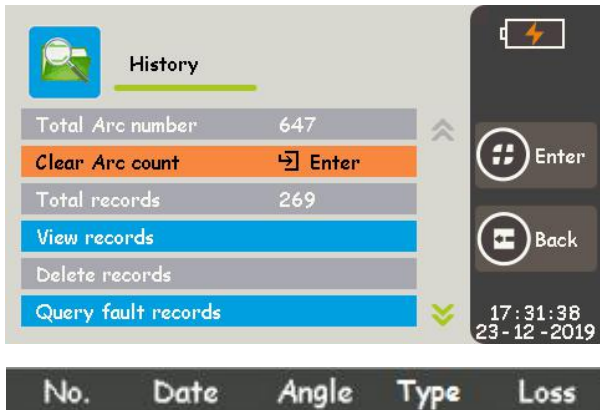 History
Total Arc number 647
Clear Arc count Enter
Total records 269
View records
Delete records
Query fault records
Enter
Back
17:31:38
23-12-2019
No. Date Angle Type Loss